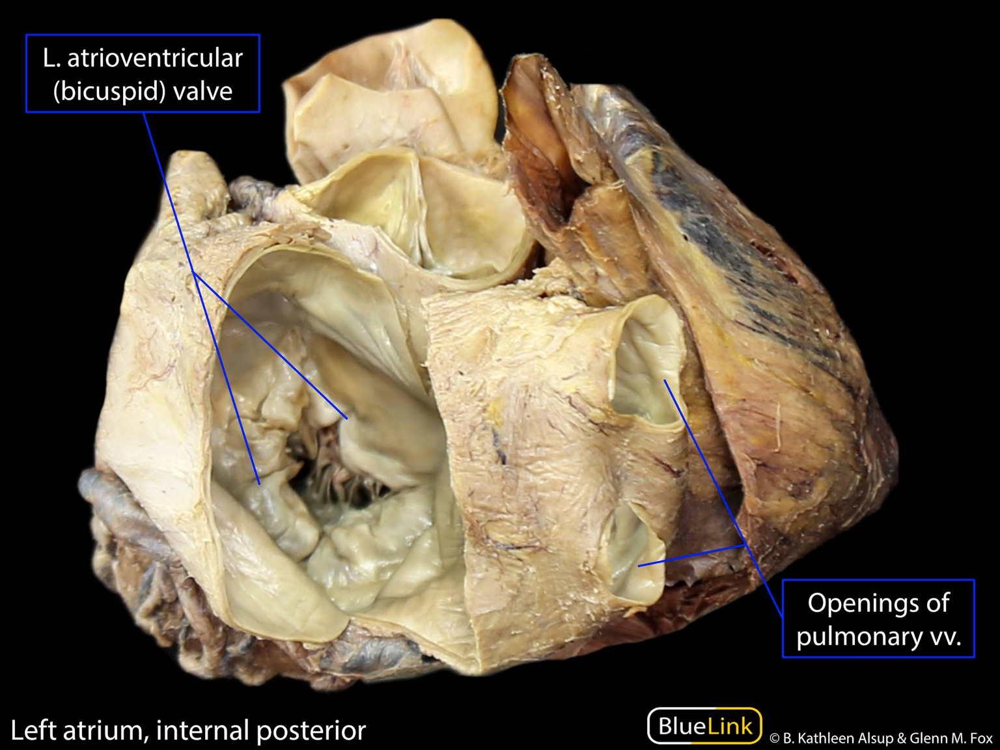 L. atrioventricular
(bicuspid) valve
Openings of
pulmonary vv.
Left atrium, internal posterior
BlueLink
© B. Kathleen Alsup & Glenn M. Fox